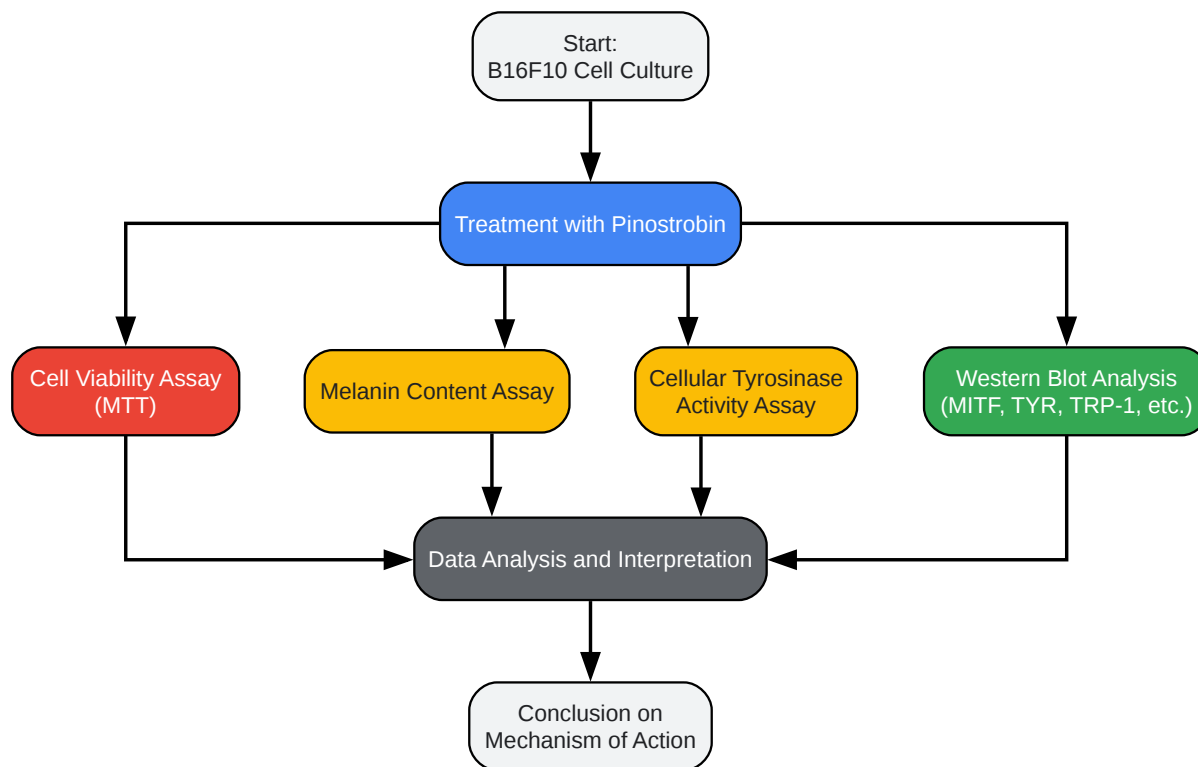 Start:
B16F10 Cell Culture
Treatment with Pinostrobin
Cell Viability Assay
(MTT)
Melanin Content Assay
Cellular Tyrosinase
Activity Assay
Western Blot Analysis
(MITF, TYR, TRP-1, etc.)
Data Analysis and Interpretation
Conclusion on
Mechanism of Action